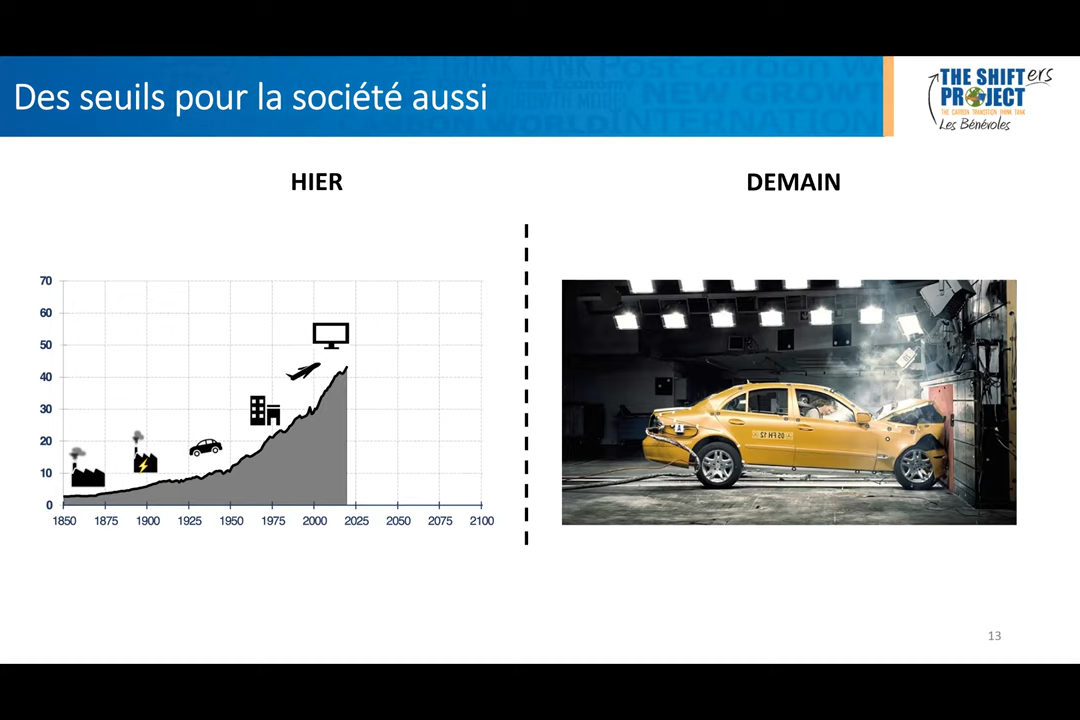 Des seuils pour la société aussi
THE SHIFTers
PROJECT
THE CARBON TRANSITION THINK TANK
Les Bénévoles
HIER
DEMAIN
70
60
50
40
30
20
10
0
1850 1875 1900 1925 1950 1975 2000 2025 2050 2075 2100
13